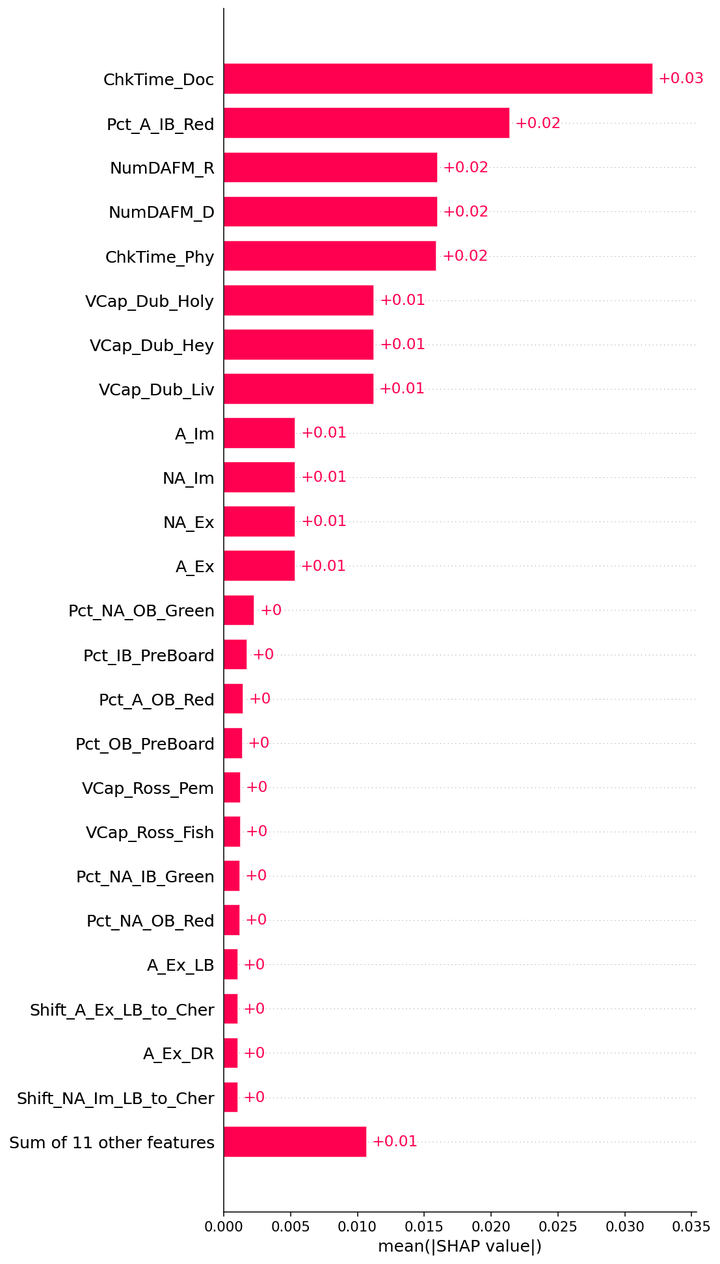 ChkTime_Doc +0.03
Pct_A_IB_Red +0.02
NumDAFM_R +0.02
NumDAFM_D +0.02
ChkTime_Phy +0.02
VCap_Dub_Holy +0.01
VCap_Dub_Hey +0.01
VCap_Dub_Liv +0.01
A_Im +0.01
NA_Im +0.01
NA_Ex +0.01
A_Ex +0.01
Pct_NA_OB_Green +0
Pct_IB_PreBoard +0
Pct_A_OB_Red +0
Pct_OB_PreBoard +0
VCap_Ross_Pem +0
VCap_Ross_Fish +0
Pct_NA_IB_Green +0
Pct_NA_OB_Red +0
A_Ex_LB +0
Shift_A_Ex_LB_to_Cher +0
A_Ex_DR +0
Shift_NA_Im_LB_to_Cher +0
Sum of 11 other features +0.01
0.000 0.005 0.010 0.015 0.020 0.025 0.030 0.035
mean(|SHAP value|)